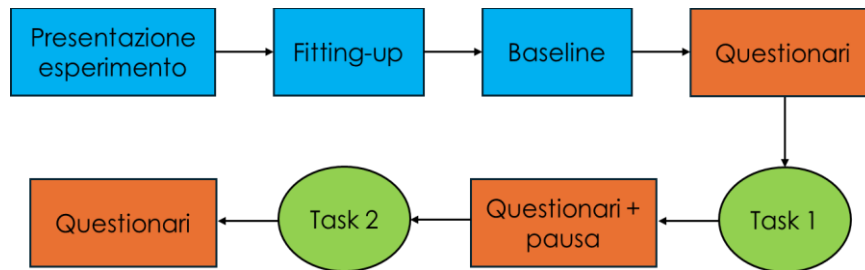 Presentazione
esperimento
Fitting-up
Baseline
Questionari
Task 1
Questionari +
pausa
Task 2
Questionari